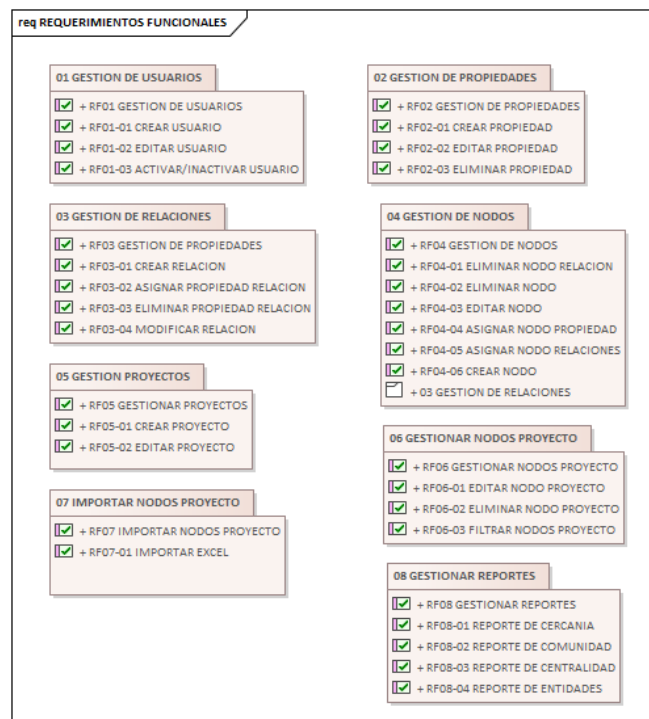 req REQUERIMIENTOS FUNCIONALES
01 GESTION DE USUARIOS
+ RF01 GESTION DE USUARIOS
+ RF01-01 CREAR USUARIO
+ RF01-02 EDITAR USUARIO
+ RF01-03 ACTIVAR/INACTIVAR USUARIO
02 GESTION DE PROPIEDADES
+ RF02 GESTION DE PROPIEDADES
+ RF02-01 CREAR PROPIEDAD
+ RF02-02 EDITAR PROPIEDAD
+ RF02-03 ELIMINAR PROPIEDAD
03 GESTION DE RELACIONES
+ RF03 GESTION DE PROPIEDADES
+ RF03-01 CREAR RELACION
+ RF03-02 ASIGNAR PROPIEDAD RELACION
+ RF03-03 ELIMINAR PROPIEDAD RELACION
+ RF03-04 MODIFICAR RELACION
04 GESTION DE NODOS
+ RF04 GESTION DE NODOS
+ RF04-01 ELIMINAR NODO RELACION
+ RF04-02 ELIMINAR NODO
+ RF04-03 EDITAR NODO
+ RF04-04 ASIGNAR NODO PROPIEDAD
+ RF04-05 ASIGNAR NODO RELACIONES
+ RF04-06 CREAR NODO
+ 03 GESTION DE RELACIONES
05 GESTION PROYECTOS
+ RF05 GESTIONAR PROYECTOS
+ RF05-01 CREAR PROYECTO
+ RF05-02 EDITAR PROYECTO
06 GESTIONAR NODOS PROYECTO
+ RF06 GESTIONAR NODOS PROYECTO
+ RF06-01 EDITAR NODO PROYECTO
+ RF06-02 ELIMINAR NODO PROYECTO
+ RF06-03 FILTRAR NODOS PROYECTO
07 IMPORTAR NODOS PROYECTO
+ RF07 IMPORTAR NODOS PROYECTO
+ RF07-01 IMPORTAR EXCEL
08 GESTIONAR REPORTES
+ RF08 GESTIONAR REPORTES
+ RF08-01 REPORTE DE CERCANIA
+ RF08-02 REPORTE DE COMUNIDAD
+ RF08-03 REPORTE DE CENTRALIDAD
+ RF08-04 REPORTE DE ENTIDADES